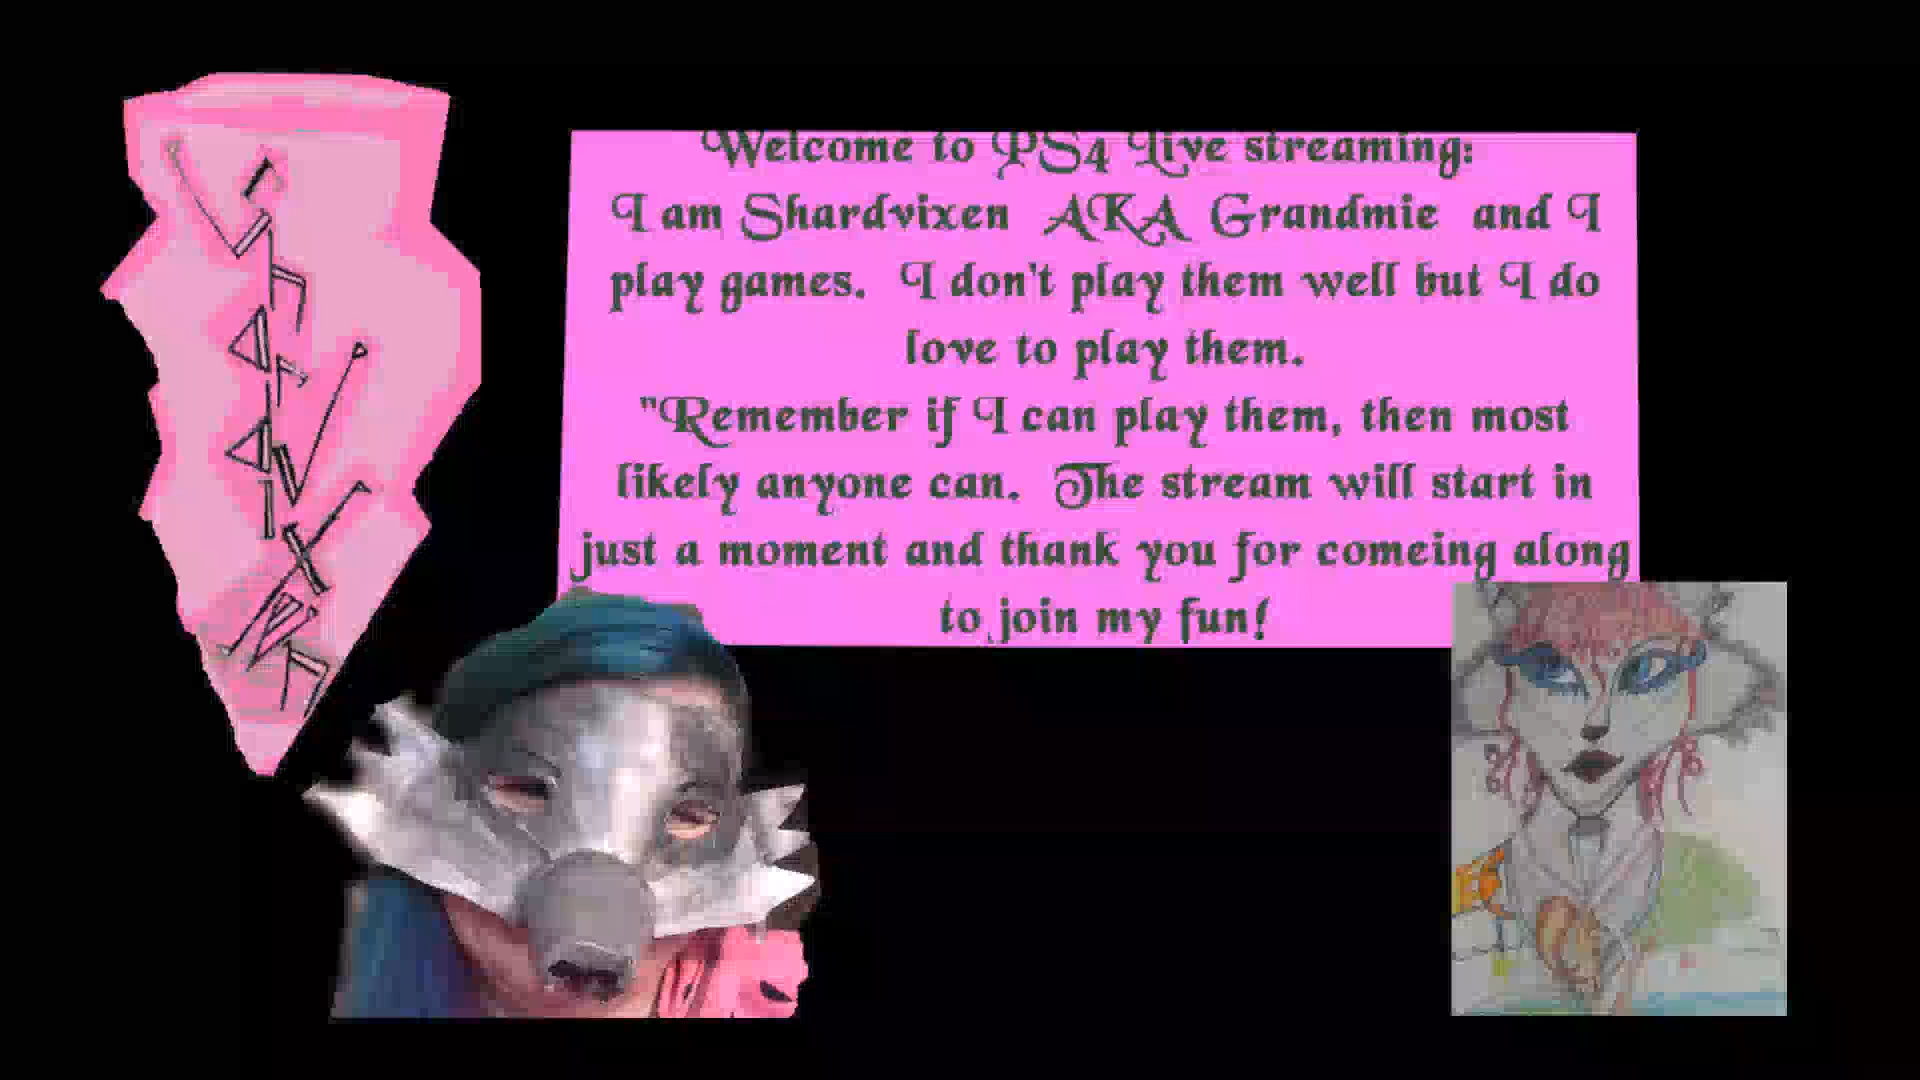 Welcome to PS4 Live streaming:
I am Shardvixen AKA Grandmie and I
play games. I don't play them well but I do
love to play them.
"Remember if I can play them, then most
likely anyone can. The stream will start in
just a moment and thank you for comeing along
to join my fun!